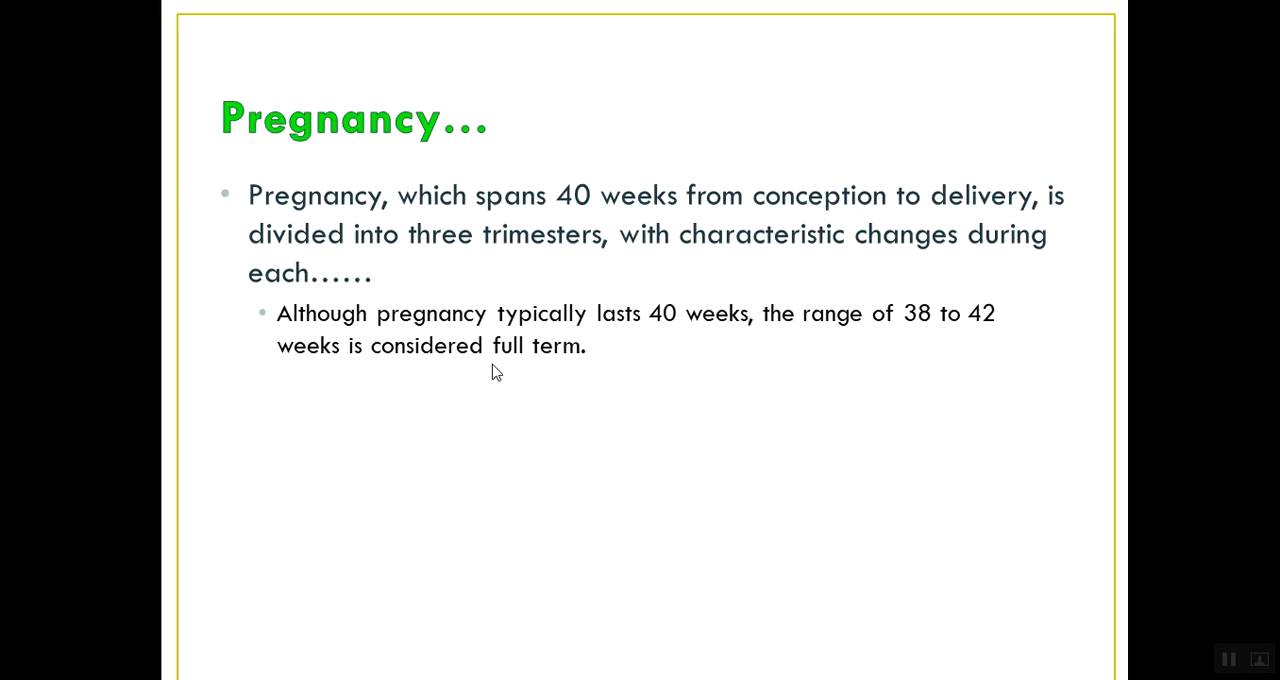 Pregnancy...
• Pregnancy, which spans 40 weeks from conception to delivery, is
divided into three trimesters, with characteristic changes during
each......
• Although pregnancy typically lasts 40 weeks, the range of 38 to 42
weeks is considered full term.